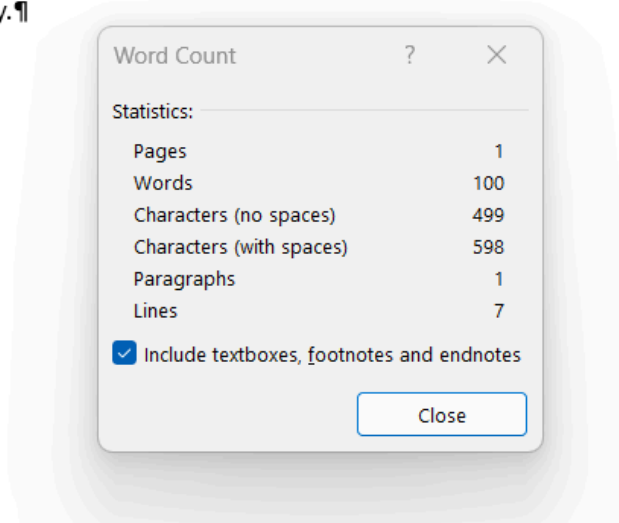 y.¶
Word Count ?
Statistics:
Pages 1
Words 100
Characters (no spaces) 499
Characters (with spaces) 598
Paragraphs 1
Lines 7
Include textboxes, footnotes and endnotes
Close